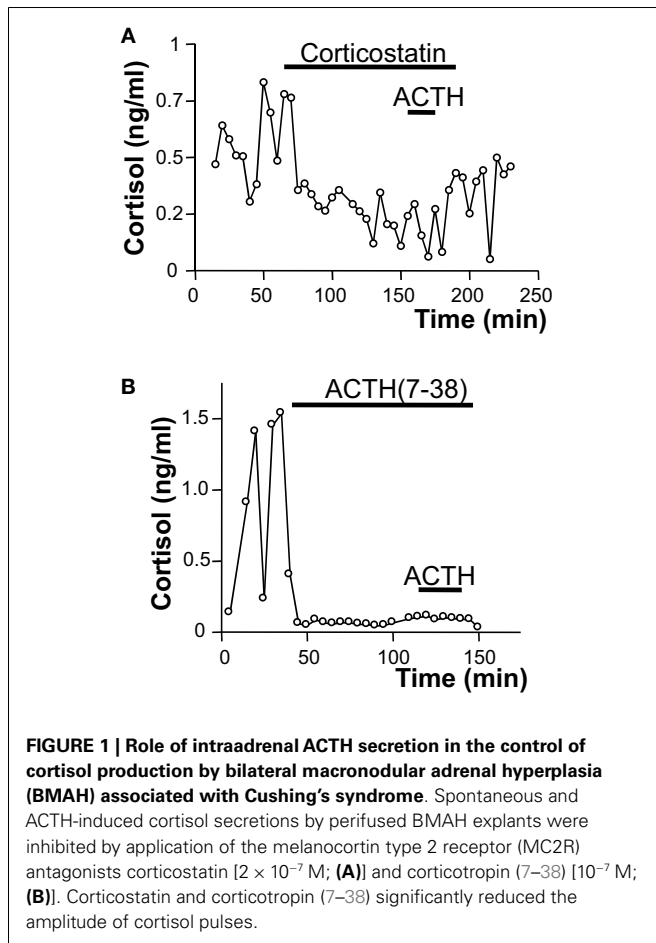 A
Corticostatin
ACTH
Cortisol (ng/ml)
1
0.7
0.5
0.2
0
0 50 100 150 200 250
Time (min)
B
ACTH(7-38)
ACTH
Cortisol (ng/ml)
1.5
1.0
0.5
0
0 50 100 150
Time (min)
FIGURE 1 | Role of intraadrenal ACTH secretion in the control of
cortisol production by bilateral macronodular adrenal hyperplasia
(BMAH) associated with Cushing's syndrome. Spontaneous and
ACTH-induced cortisol secretions by perifused BMAH explants were
inhibited by application of the melanocortin type 2 receptor (MC2R)
antagonists corticostatin [2 × 10⁻⁷ M; (A)] and corticotropin (7–38) [10⁻⁷ M;
(B)]. Corticostatin and corticotropin (7–38) significantly reduced the
amplitude of cortisol pulses.